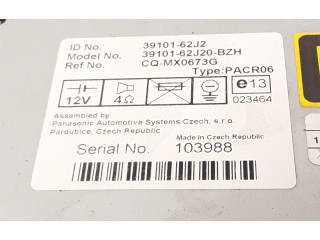 ID No. 39101-62J2
Model No. 39101-62J20-BZH
Ref No. CQ-MX0673G
Type:PACR06
12V 4Ω e13
023464
Assembled by
Panasonic Automotive Systems Czech, s.r.o.
Pardubice, Czech Republic
Made in Czech Republic
Serial No. 103988